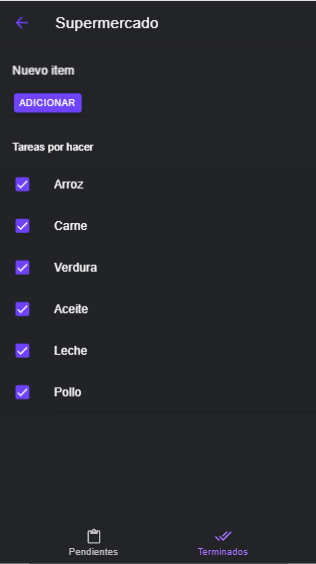 Supermercado
Nuevo item
ADICIONAR
Tareas por hacer
Arroz
Carne
Verdura
Aceite
Leche
Pollo
Pendientes
Terminados